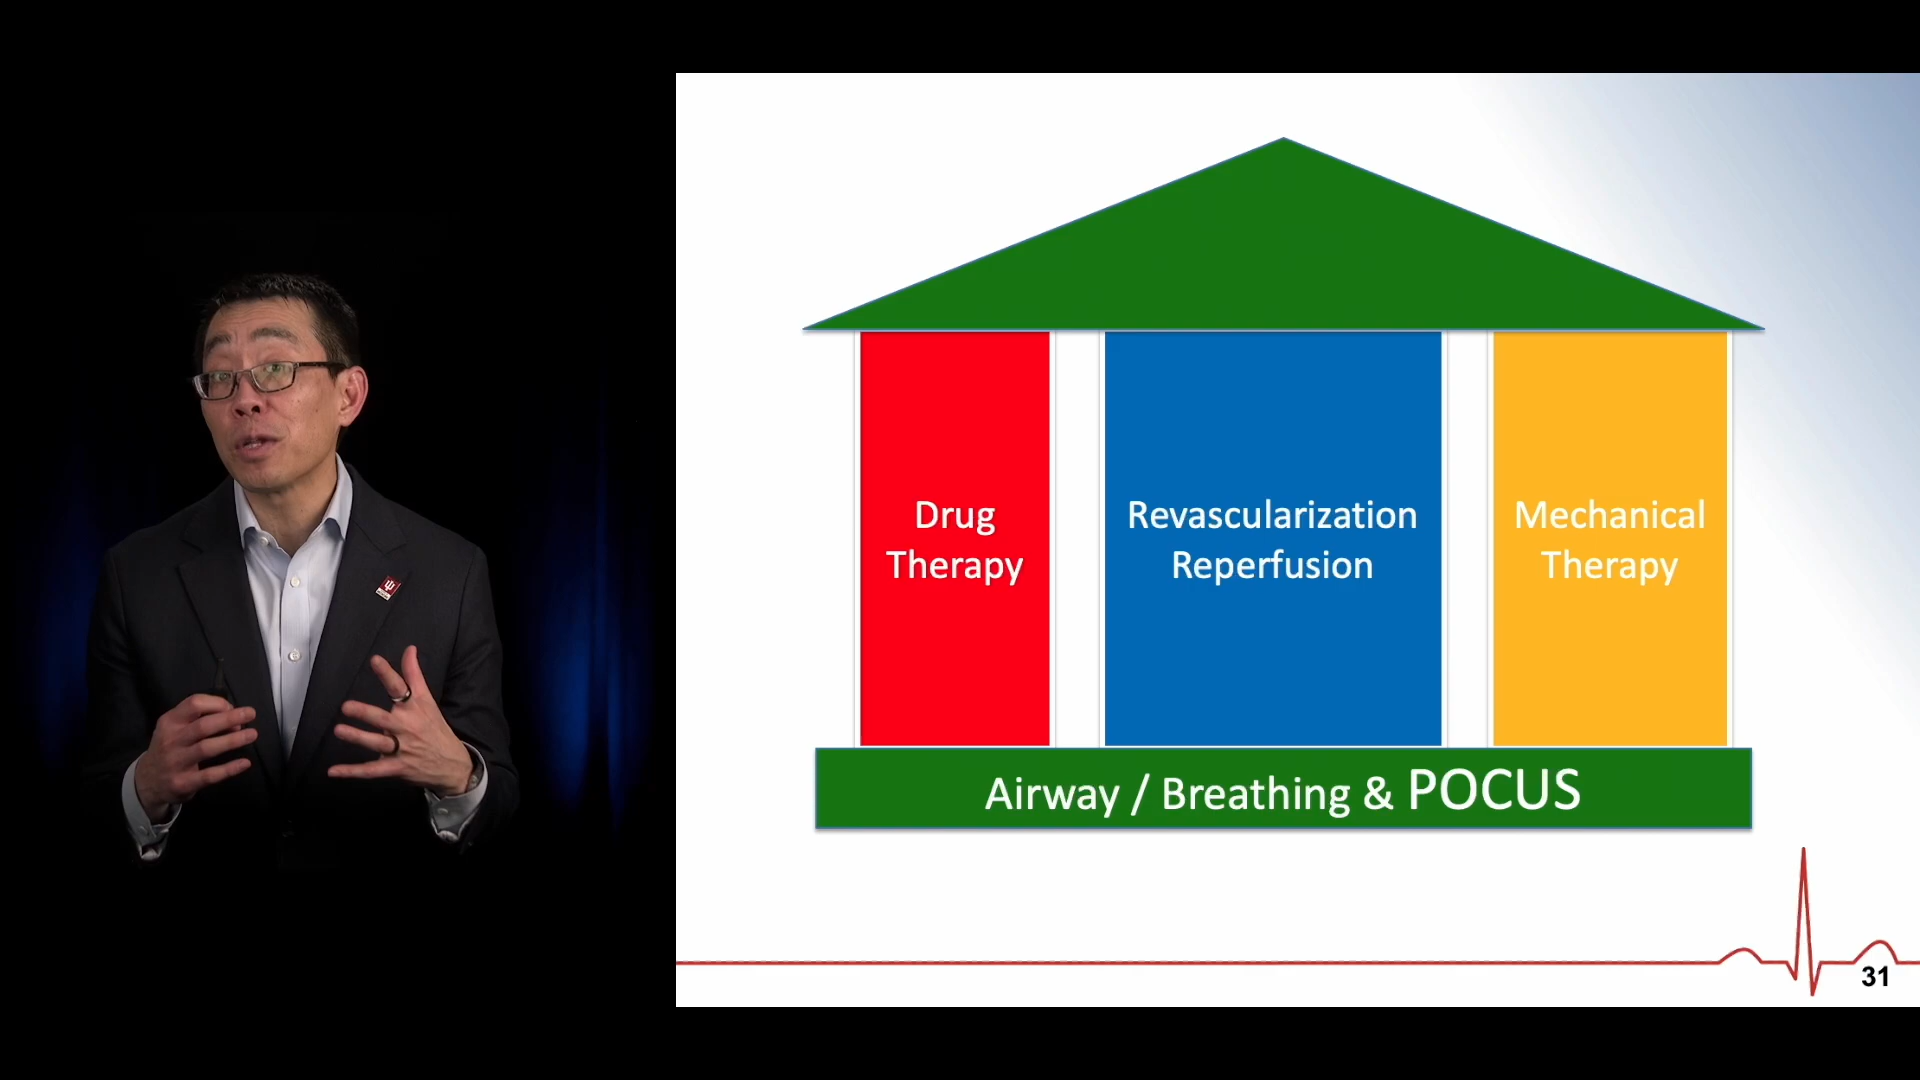 Drug
Therapy
Revascularization
Reperfusion
Mechanical
Therapy
Airway / Breathing & POCUS
31